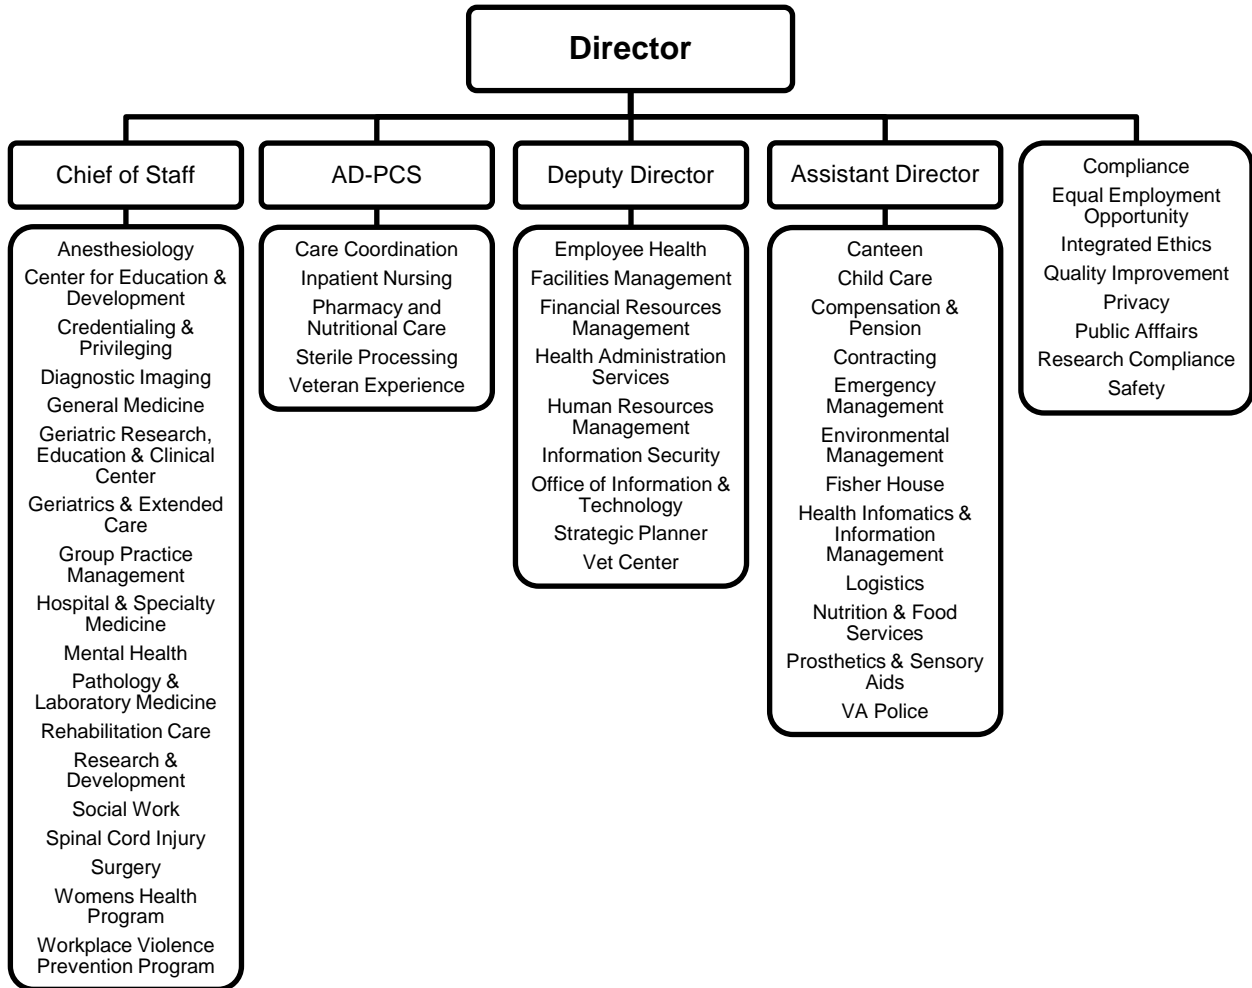 Director
Chief of Staff
Anesthesiology
Center for Education &
Development
Credentialing &
Privileging
Diagnostic Imaging
General Medicine
Geriatric Research,
Education & Clinical
Center
Geriatrics & Extended
Care
Group Practice
Management
Hospital & Specialty
Medicine
Mental Health
Pathology &
Laboratory Medicine
Rehabilitation Care
Research &
Development
Social Work
Spinal Cord Injury
Surgery
Womens Health
Program
Workplace Violence
Prevention Program
AD-PCS
Care Coordination
Inpatient Nursing
Pharmacy and
Nutritional Care
Sterile Processing
Veteran Experience
Deputy Director
Employee Health
Facilities Management
Financial Resources
Management
Health Administration
Services
Human Resources
Management
Information Security
Office of Information &
Technology
Strategic Planner
Vet Center
Assistant Director
Canteen
Child Care
Compensation &
Pension
Contracting
Emergency
Management
Environmental
Management
Fisher House
Health Infomatics &
Information
Management
Logistics
Nutrition & Food
Services
Prosthetics & Sensory
Aids
VA Police
Compliance
Equal Employment
Opportunity
Integrated Ethics
Quality Improvement
Privacy
Public Afffairs
Research Compliance
Safety